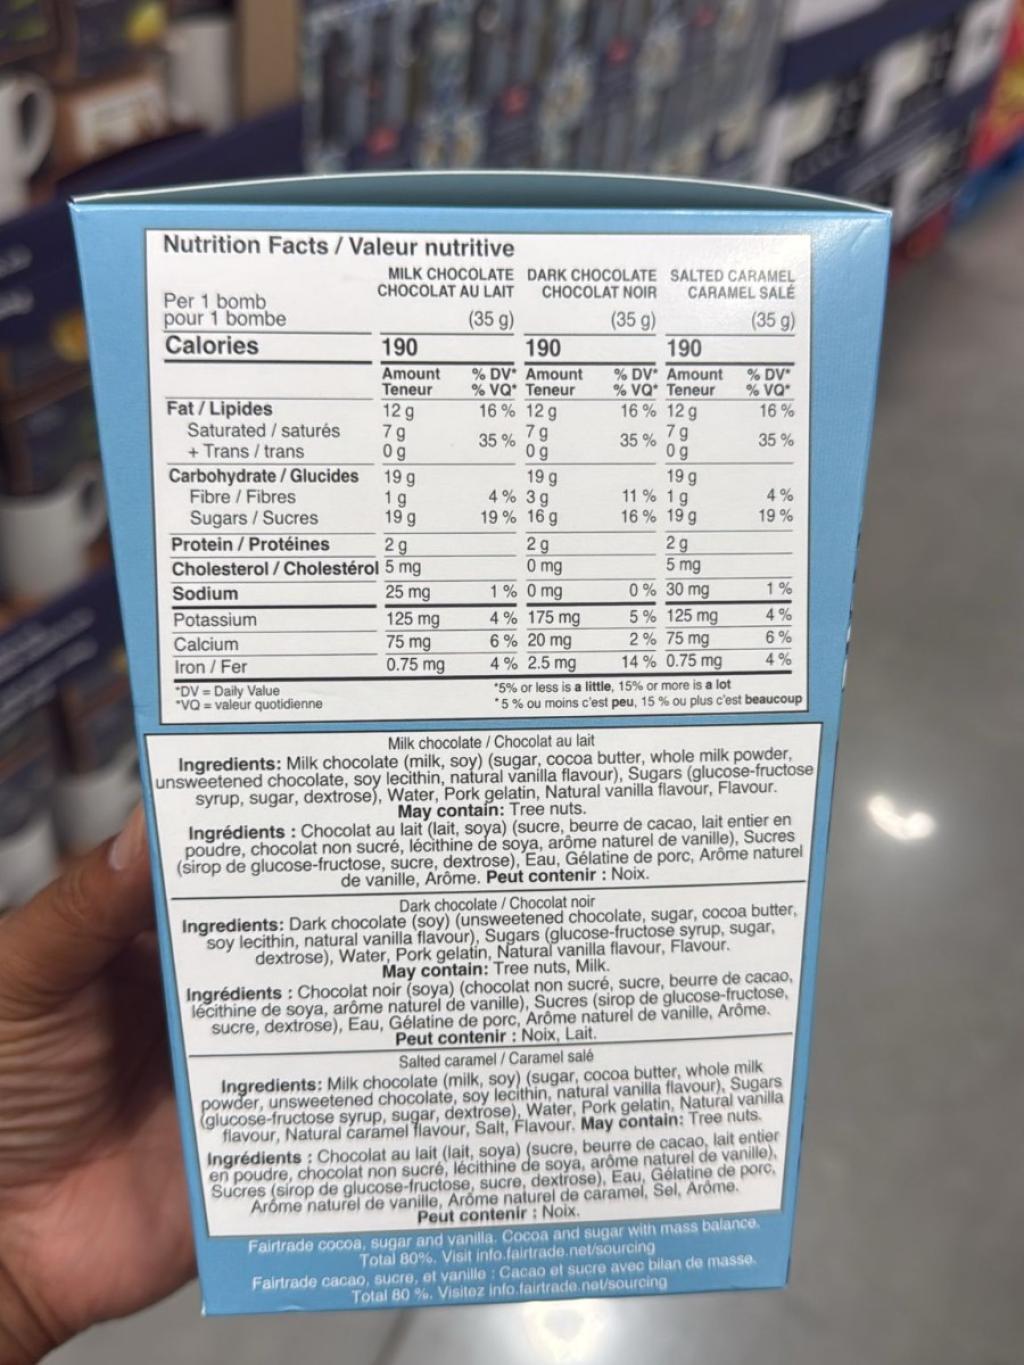 Nutrition Facts / Valeur nutritive
MILK CHOCOLATE DARK CHOCOLATE SALTED CARAMEL
CHOCOLAT AU LAIT CHOCOLAT NOIR CARAMEL SALÉ
Per 1 bomb
pour 1 bombe (35 g) (35 g) (35 g)
Calories 190 190 190
Amount % DV* Amount % DV* Amount % DV*
Teneur % VQ* Teneur % VQ* Teneur % VQ*
Fat / Lipides 12 g 16 % 12 g 16 % 12 g 16 %
Saturated / saturés 7 g 35 % 7 g 35 % 7 g 35 %
+ Trans / trans 0 g 0 g 0 g
Carbohydrate / Glucides 19 g 19 g 19 g
Fibre / Fibres 1 g 4 % 3 g 11 % 1 g 4 %
Sugars / Sucres 19 g 19 % 16 g 16 % 19 g 19 %
Protein / Protéines 2 g 2 g 2 g
Cholesterol / Cholestérol 5 mg 0 mg 5 mg
Sodium 25 mg 1 % 0 mg 0 % 30 mg 1 %
Potassium 125 mg 4 % 175 mg 5 % 125 mg 4 %
Calcium 75 mg 6 % 20 mg 2 % 75 mg 6 %
Iron / Fer 0.75 mg 4 % 2.5 mg 14 % 0.75 mg 4 %
*DV = Daily Value *5% or less is a little, 15% or more is a lot
*VQ = valeur quotidienne *5 % ou moins c'est peu, 15 % ou plus c'est beaucoup
Milk chocolate / Chocolat au lait
Ingredients: Milk chocolate (milk, soy) (sugar, cocoa butter, whole milk powder,
unsweetened chocolate, soy lecithin, natural vanilla flavour), Sugars (glucose-fructose
syrup, sugar, dextrose), Water, Pork gelatin, Natural vanilla flavour, Flavour.
May contain: Tree nuts.
Ingrédients : Chocolat au lait (lait, soya) (sucre, beurre de cacao, lait entier en
poudre, chocolat non sucré, lécithine de soya, arôme naturel de vanille), Sucres
(sirop de glucose-fructose, sucre, dextrose), Eau, Gélatine de porc, Arôme naturel
de vanille, Arôme. Peut contenir : Noix.
Dark chocolate / Chocolat noir
Ingredients: Dark chocolate (soy) (unsweetened chocolate, sugar, cocoa butter,
soy lecithin, natural vanilla flavour), Sugars (glucose-fructose syrup, sugar,
dextrose), Water, Pork gelatin, Natural vanilla flavour, Flavour.
May contain: Tree nuts, Milk.
Ingrédients : Chocolat noir (soya) (chocolat non sucré, sucre, beurre de cacao,
lécithine de soya, arôme naturel de vanille), Sucres (sirop de glucose-fructose,
sucre, dextrose), Eau, Gélatine de porc, Arôme naturel de vanille, Arôme.
Peut contenir : Noix, Lait.
Salted caramel / Caramel salé
Ingredients: Milk chocolate (milk, soy) (sugar, cocoa butter, whole milk
powder, unsweetened chocolate, soy lecithin, natural vanilla flavour), Sugars
(glucose-fructose syrup, sugar, dextrose), Water, Pork gelatin, Natural vanilla
flavour, Natural caramel flavour, Salt, Flavour. May contain: Tree nuts.
Ingrédients : Chocolat au lait (lait, soya) (sucre, beurre de cacao, lait entier
en poudre, chocolat non sucré, lécithine de soya, arôme naturel de vanille),
Sucres (sirop de glucose-fructose, sucre, dextrose), Eau, Gélatine de porc,
Arôme naturel de vanille, Arôme naturel de caramel, Sel, Arôme.
Peut contenir : Noix.
Fairtrade cocoa, sugar and vanilla. Cocoa and sugar with mass balance.
Total 80%. Visit info.fairtrade.net/sourcing
Fairtrade cacao, sucre, et vanille : Cacao et sucre avec bilan de masse.
Total 80 %. Visitez info.fairtrade.net/sourcing